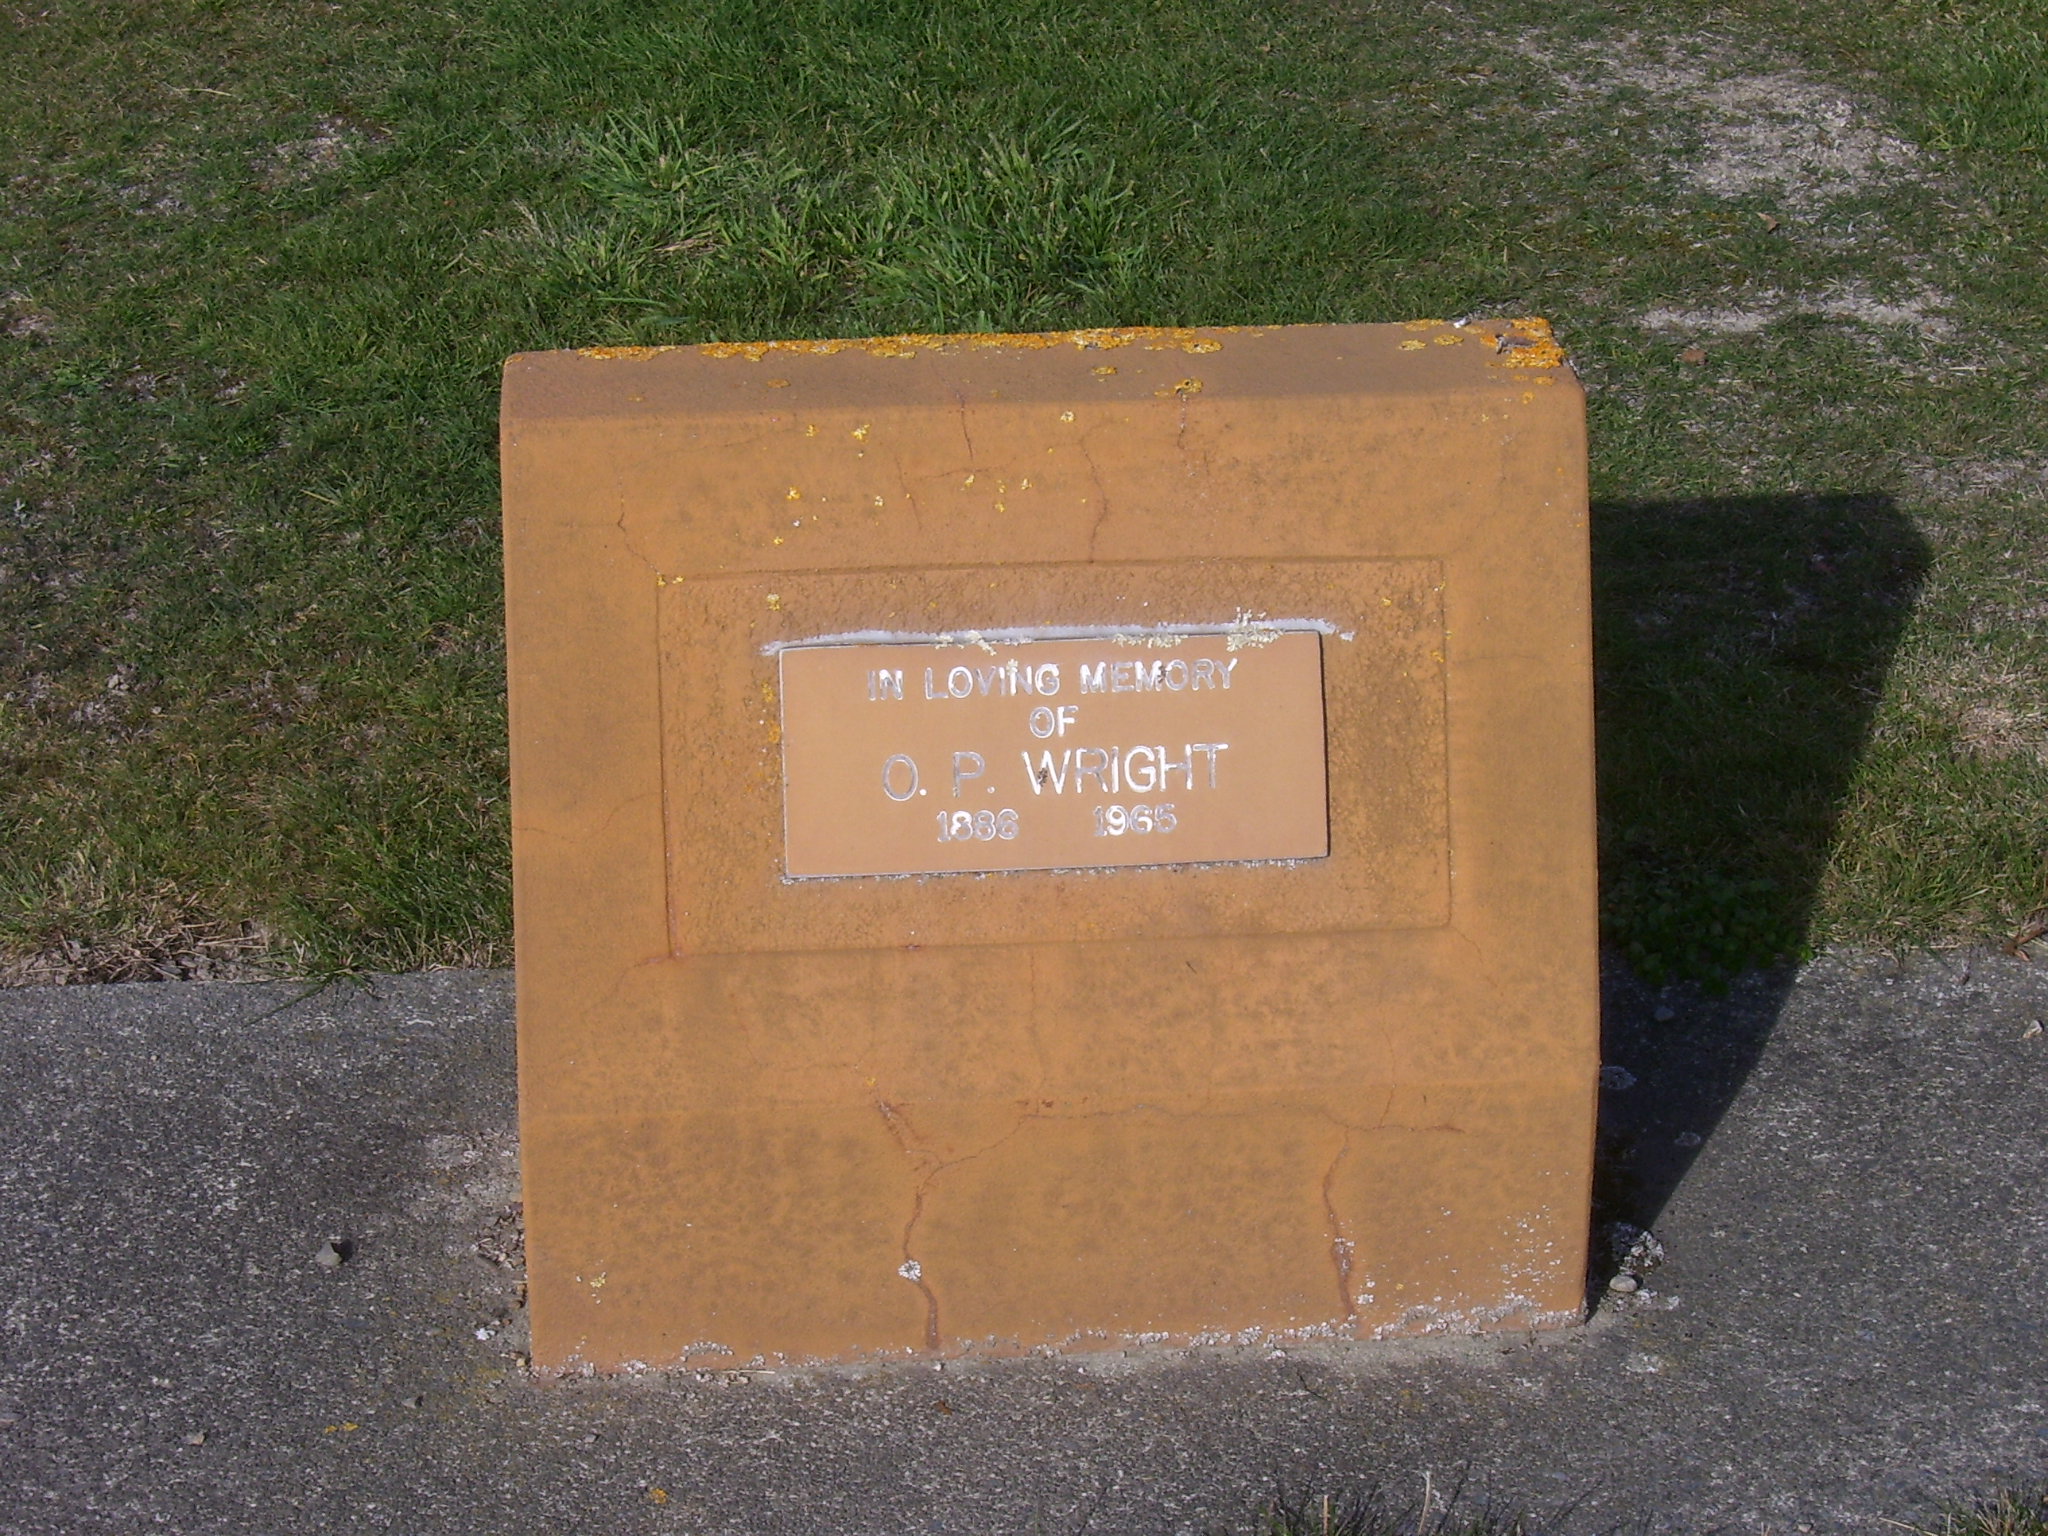 IN LOVING MEMORY
OF
O. P. WRIGHT
1886 1965